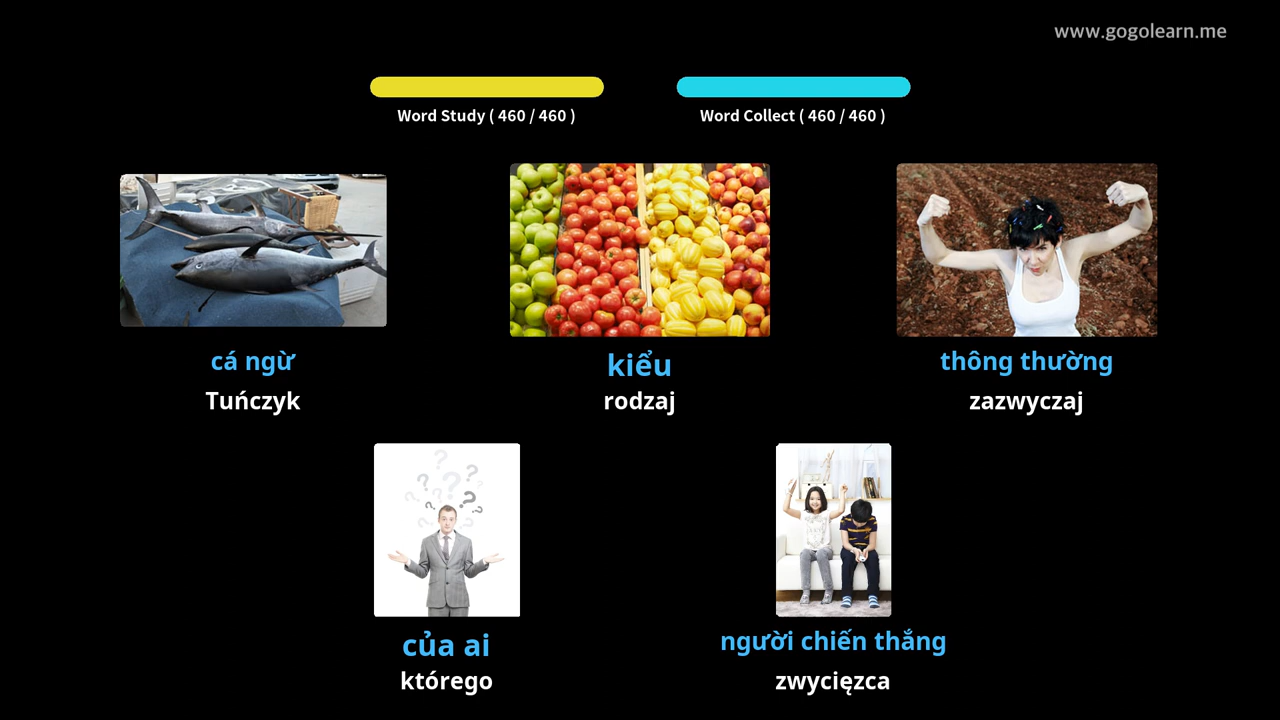 www.gogolearn.me
Word Study ( 460 / 460 )
Word Collect ( 460 / 460 )
cá ngừ
Tuńczyk
kiểu
rodzaj
thông thường
zazwyczaj
của ai
którego
người chiến thắng
zwycięzca